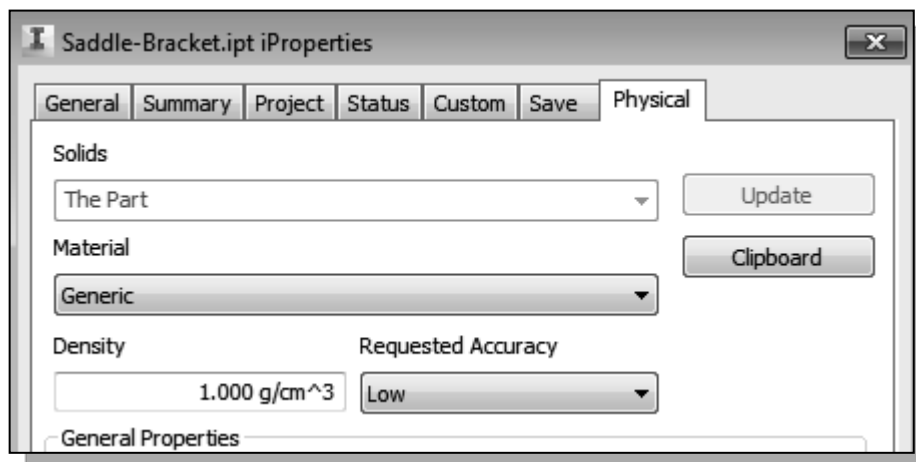 Saddle-Bracket.ipt iProperties
General Summary Project Status Custom Save Physical
Solids
The Part
Update
Material
Clipboard
Generic
Density Requested Accuracy
1.000 g/cm^3 Low
General Properties